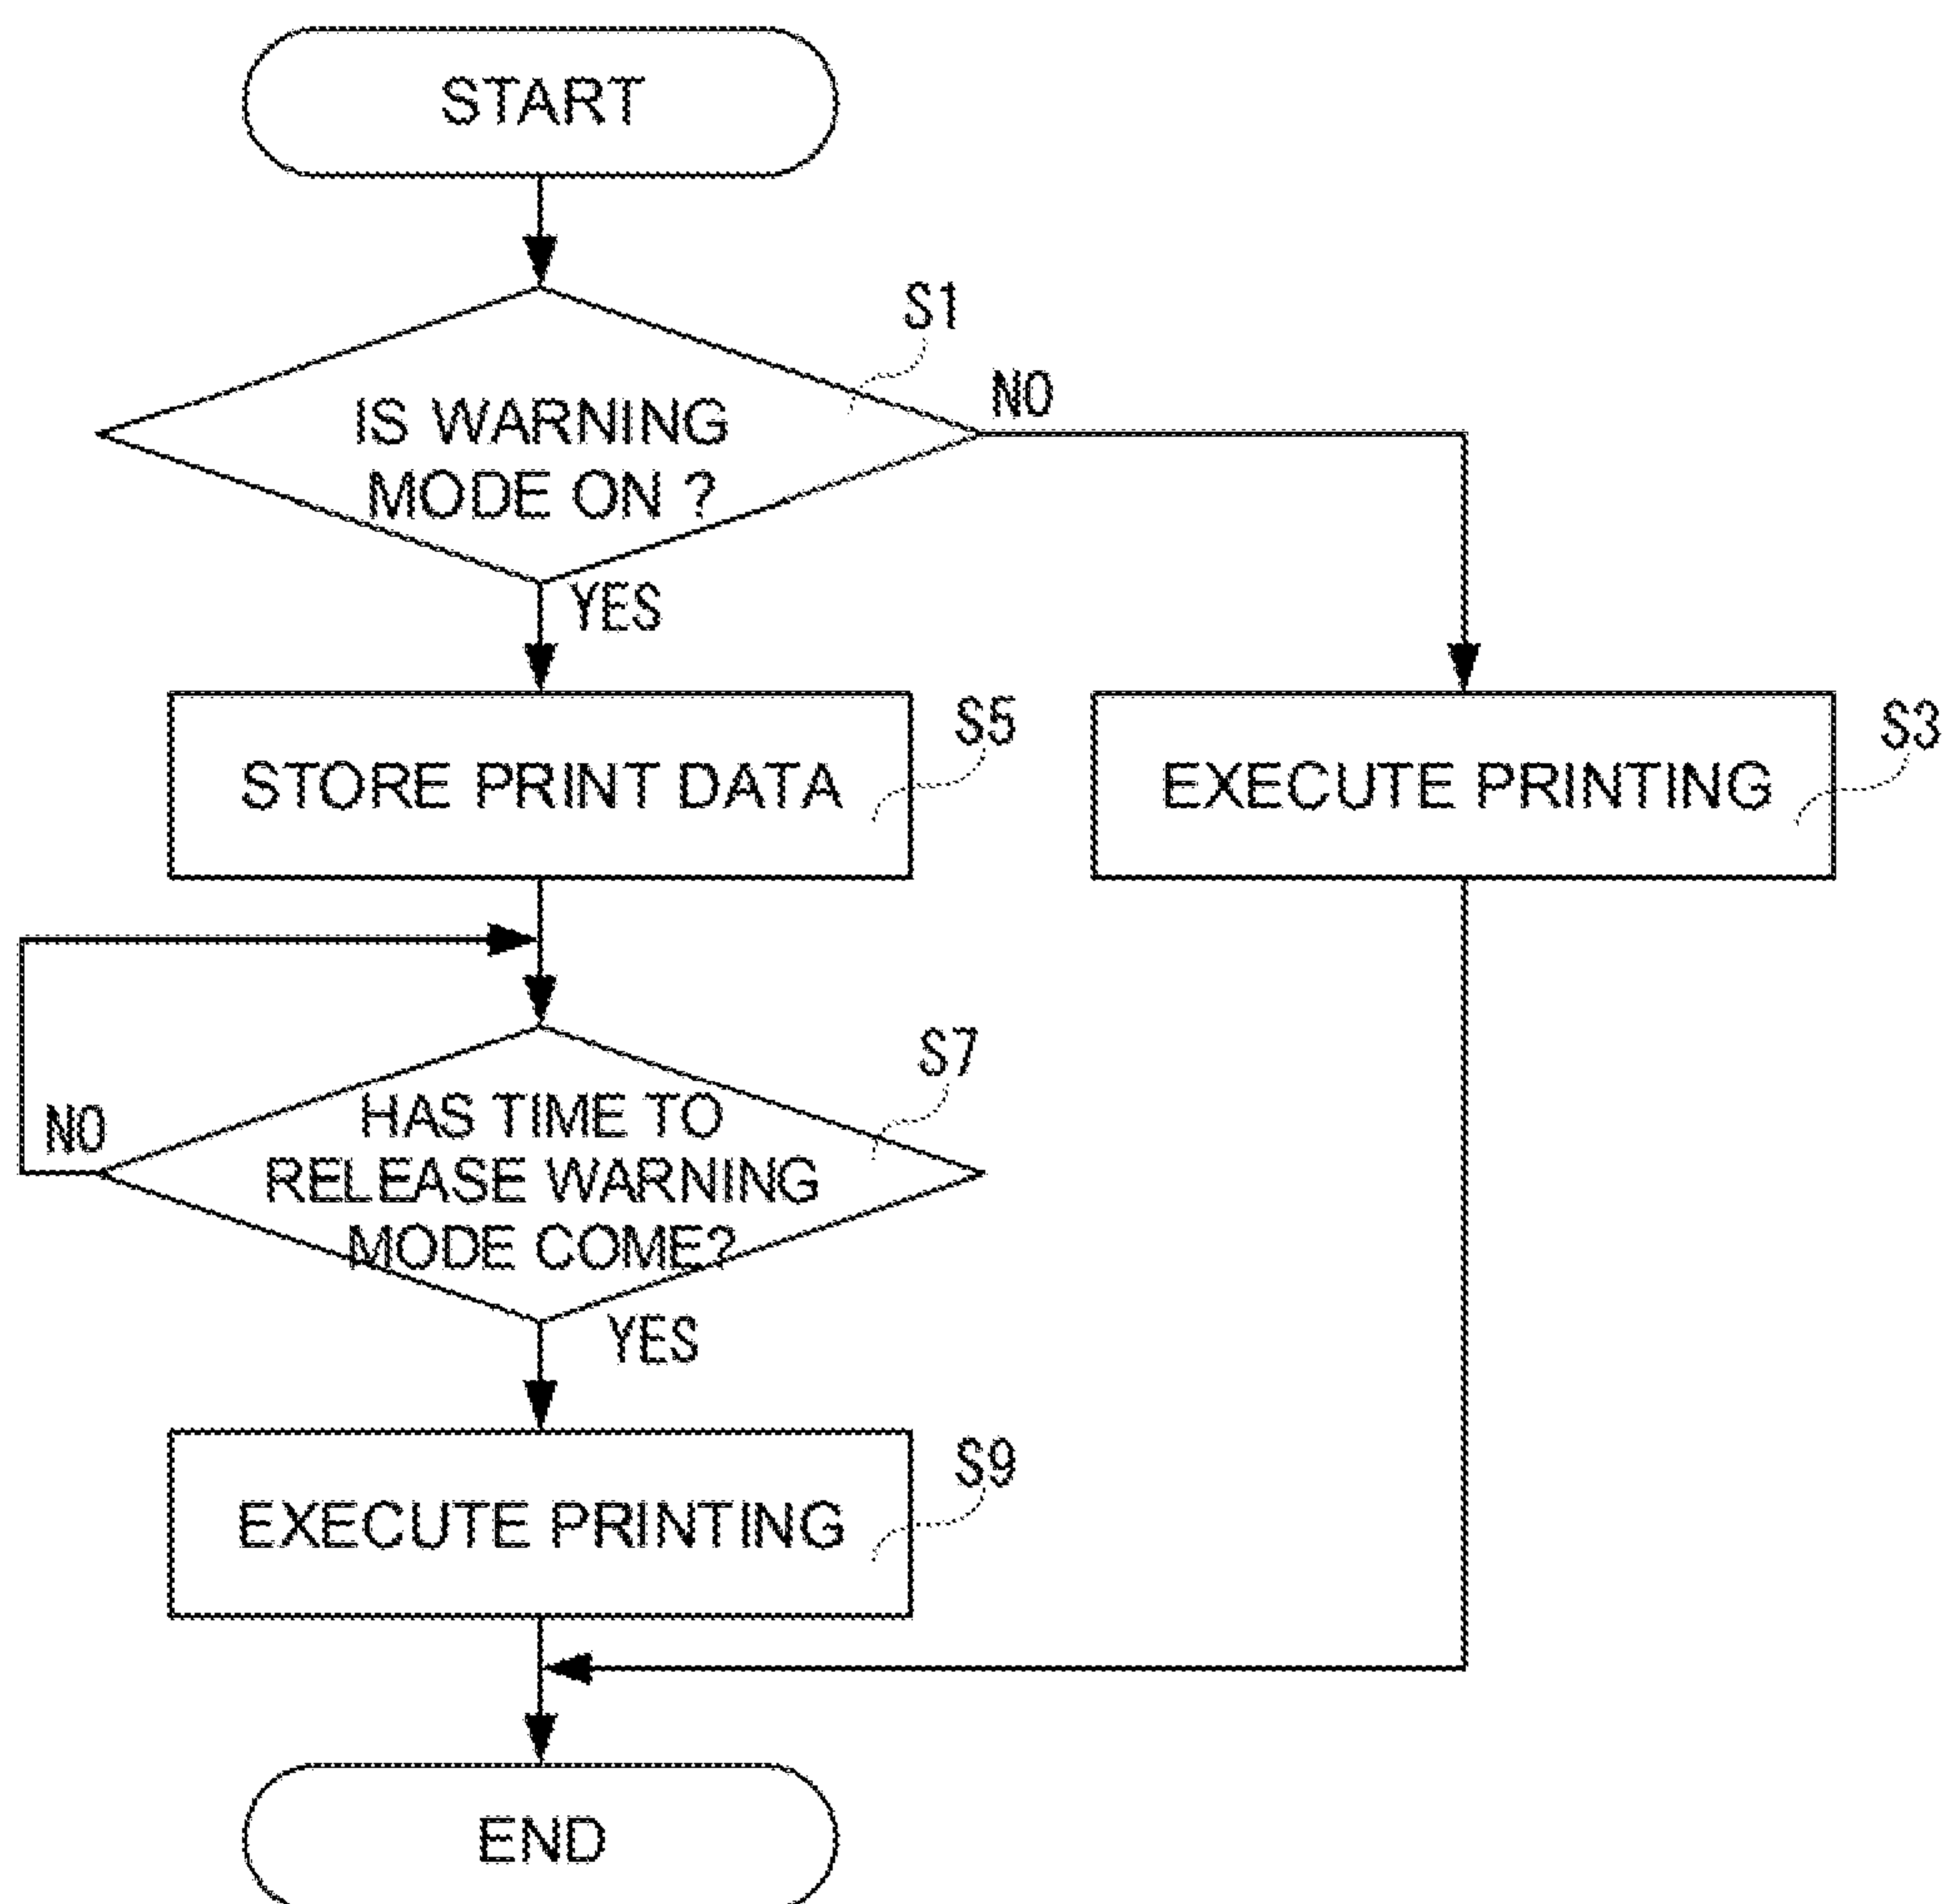 START
S1
IS WARNING
MODE ON ?
NO
YES
STORE PRINT DATA
S5
EXECUTE PRINTING
S3
S7
HAS TIME TO
RELEASE WARNING
MODE COME?
NO
YES
EXECUTE PRINTING
S9
END